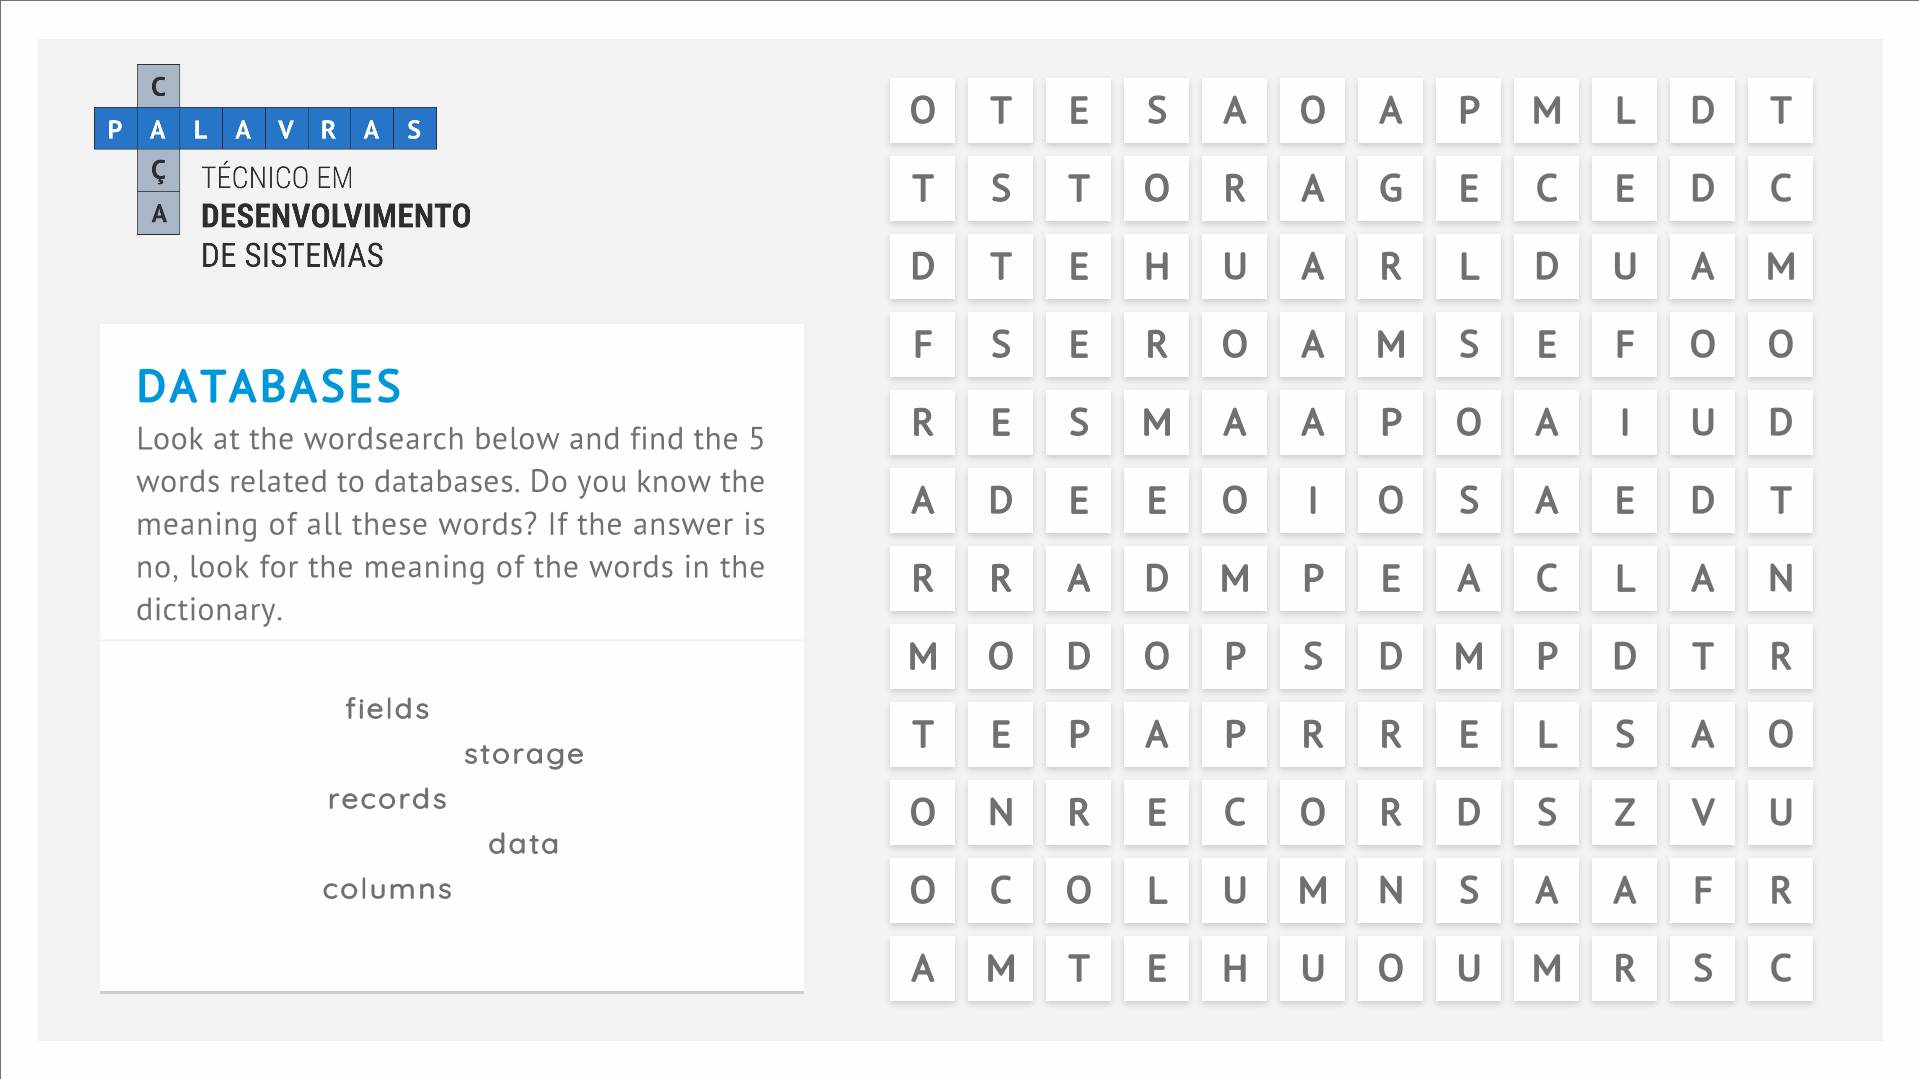 C
PALAVRAS
Ç
A
TÉCNICO EM
DESENVOLVIMENTO
DE SISTEMAS
DATABASES
Look at the wordsearch below and find the 5
words related to databases. Do you know the
meaning of all these words? If the answer is
no, look for the meaning of the words in the
dictionary.
fields
storage
records
data
columns
O T E S A O A P M L D T
T S T O R A G E C E D C
D T E H U A R L D U A M
F S E R O A M S E F O O
R E S M A A P O A I U D
A D E E O I O S A E D T
R R A D M P E A C L A N
M O D O P S D M P D T R
T E P A P R R E L S A O
O N R E C O R D S Z V U
O C O L U M N S A A F R
A M T E H U O U M R S C